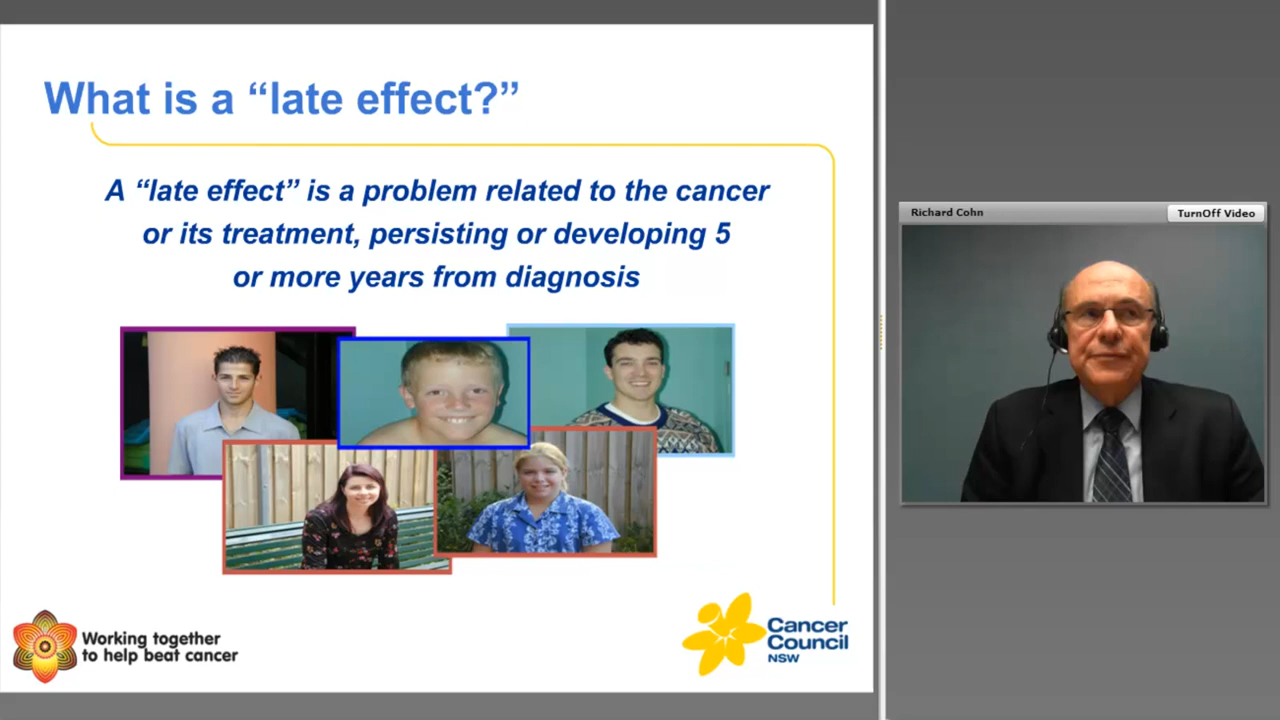 What is a “late effect?”
A “late effect” is a problem related to the cancer
or its treatment, persisting or developing 5
or more years from diagnosis
Working together
to help beat cancer
Cancer
Council
NSW
Richard Cohn
TurnOff Video